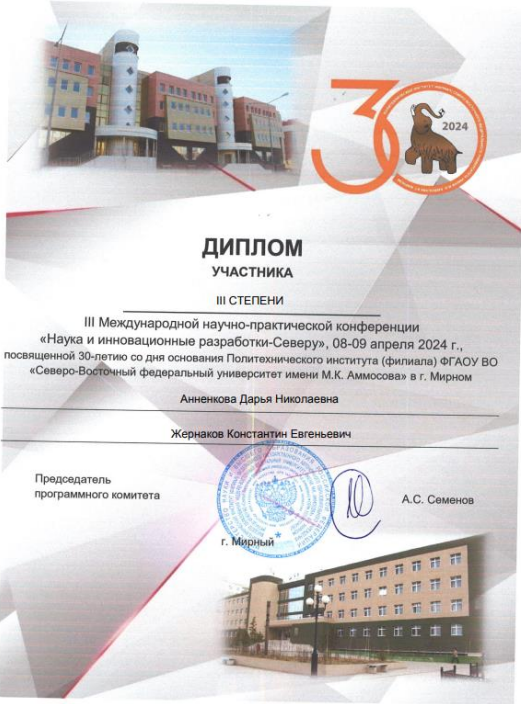 2024
ДИПЛОМ
УЧАСТНИКА
III СТЕПЕНИ
III Международной научно-практической конференции
«Наука и инновационные разработки-Северу», 08-09 апреля 2024 г.,
посвященной 30-летию со дня основания Политехнического института (филиала) ФГАОУ ВО
«Северо-Восточный федеральный университет имени М.К. Аммосова» в г. Мирном
Анненкова Дарья Николаевна
Жернаков Константин Евгеньевич
Председатель
программного комитета
А.С. Семенов
г. Мирный